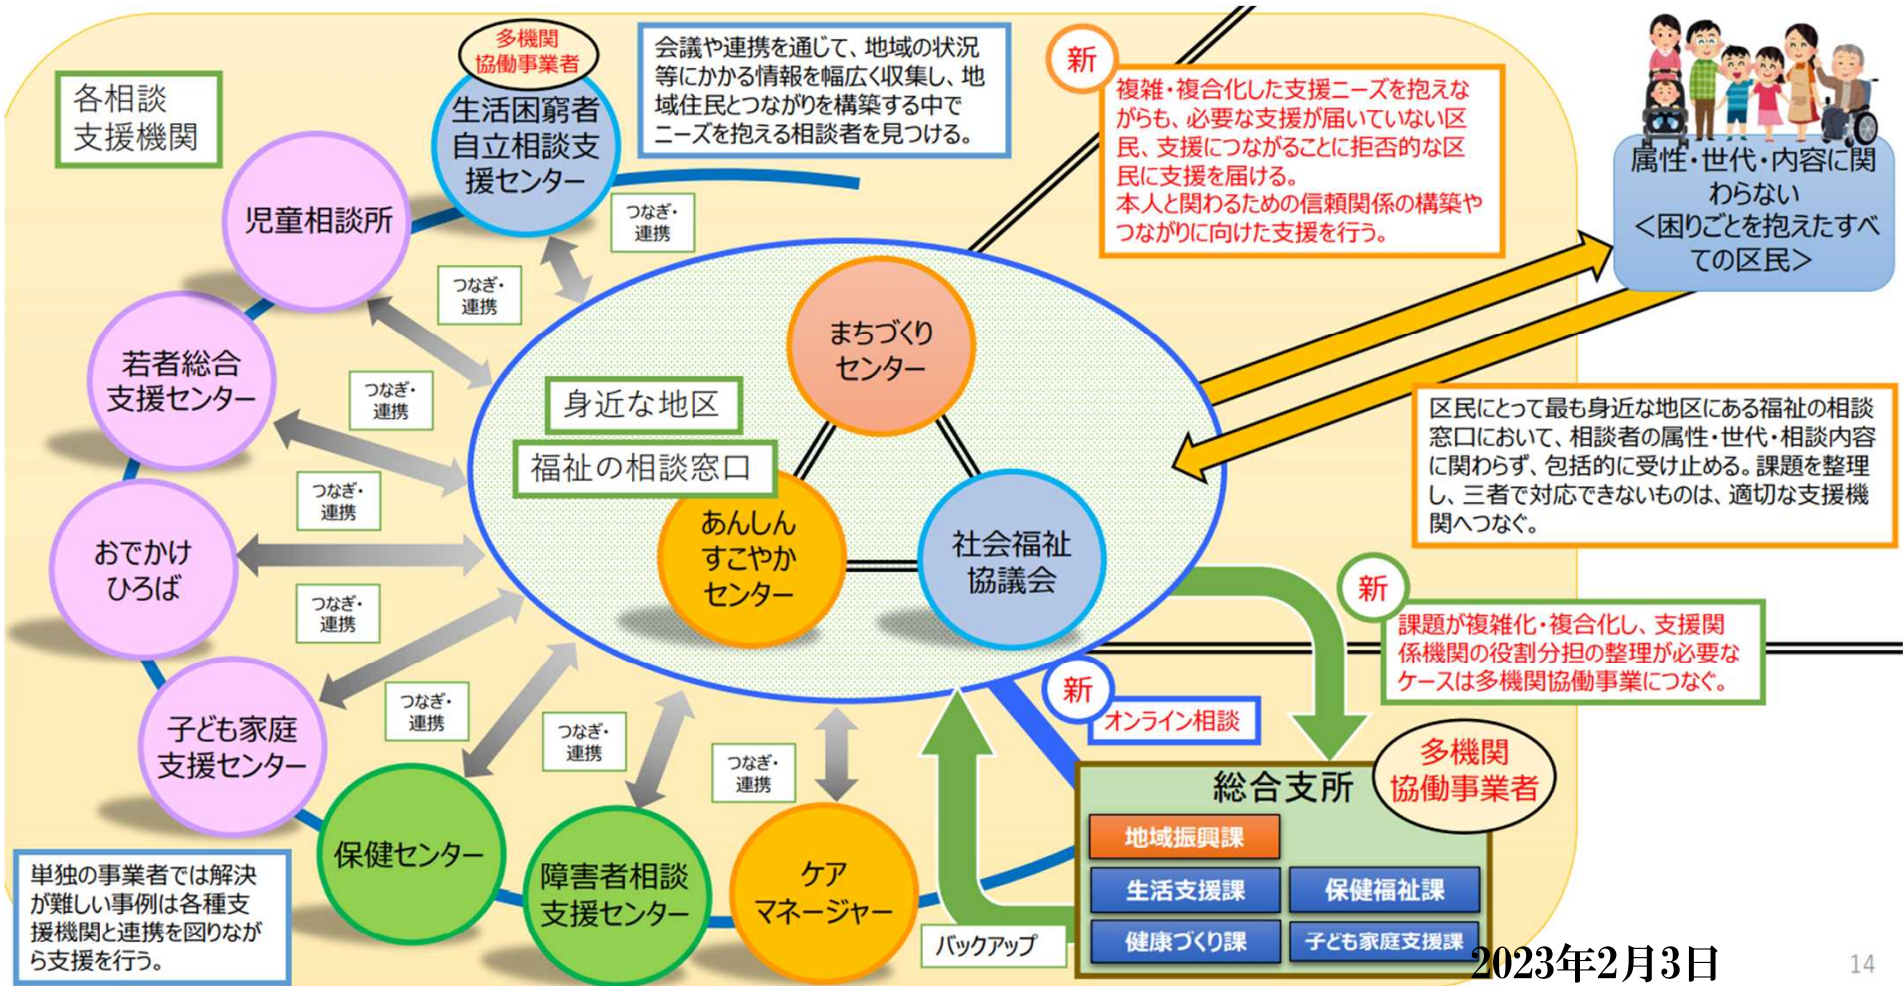 各相談
支援機関
多機関
協働事業者
生活困窮者
自立相談支
援センター
会議や連携を通じて、地域の状況
等にかかる情報を幅広く収集し、地
域住民とつながりを構築する中で
ニーズを抱える相談者を見つける。
新
複雑・複合化した支援ニーズを抱えな
がらも、必要な支援が届いていない区
民、支援につながることに拒否的な区
民に支援を届ける。
本人と関わるための信頼関係の構築や
つながりに向けた支援を行う。
属性・世代・内容に関
わらない
<困りごとを抱えたすべ
ての区民>
児童相談所
つなぎ・
連携
つなぎ・
連携
若者総合
支援センター
つなぎ・
連携
まちづくり
センター
身近な地区
福祉の相談窓口
あんしん
すこやか
センター
社会福祉
協議会
区民にとって最も身近な地区にある福祉の相談
窓口において、相談者の属性・世代・相談内容
に関わらず、包括的に受け止める。課題を整理
し、三者で対応できないものは、適切な支援機
関へつなぐ。
つなぎ・
連携
おでかけ
ひろば
つなぎ・
連携
新
課題が複雑化・複合化し、支援関
係機関の役割分担の整理が必要な
ケースは多機関協働事業につなぐ。
子ども家庭
支援センター
つなぎ・
連携
つなぎ・
連携
つなぎ・
連携
新
オンライン相談
総合支所
多機関
協働事業者
地域振興課
生活支援課
保健福祉課
健康づくり課
子ども家庭支援課
保健センター
障害者相談
支援センター
ケア
マネージャー
バックアップ
単独の事業者では解決
が難しい事例は各種支
援機関と連携を図りなが
ら支援を行う。
2023年2月3日
14